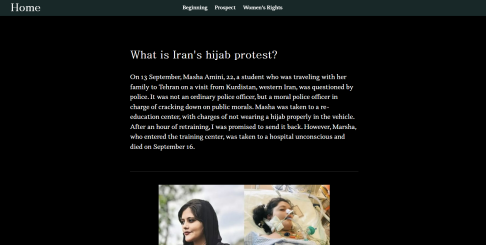 Home
Beginning Prospect Women's Rights
What is Iran's hijab protest?
On 13 September, Masha Amini, 22, a student who was traveling with her
family to Tehran on a visit from Kurdistan, western Iran, was questioned by
police. It was not an ordinary police officer, but a moral police officer in
charge of cracking down on public morals. Masha was taken to a re-
education center, with charges of not wearing a hijab properly in the vehicle.
After an hour of retraining, I was promised to send it back. However, Marsha,
who entered the training center, was taken to a hospital unconscious and
died on September 16.